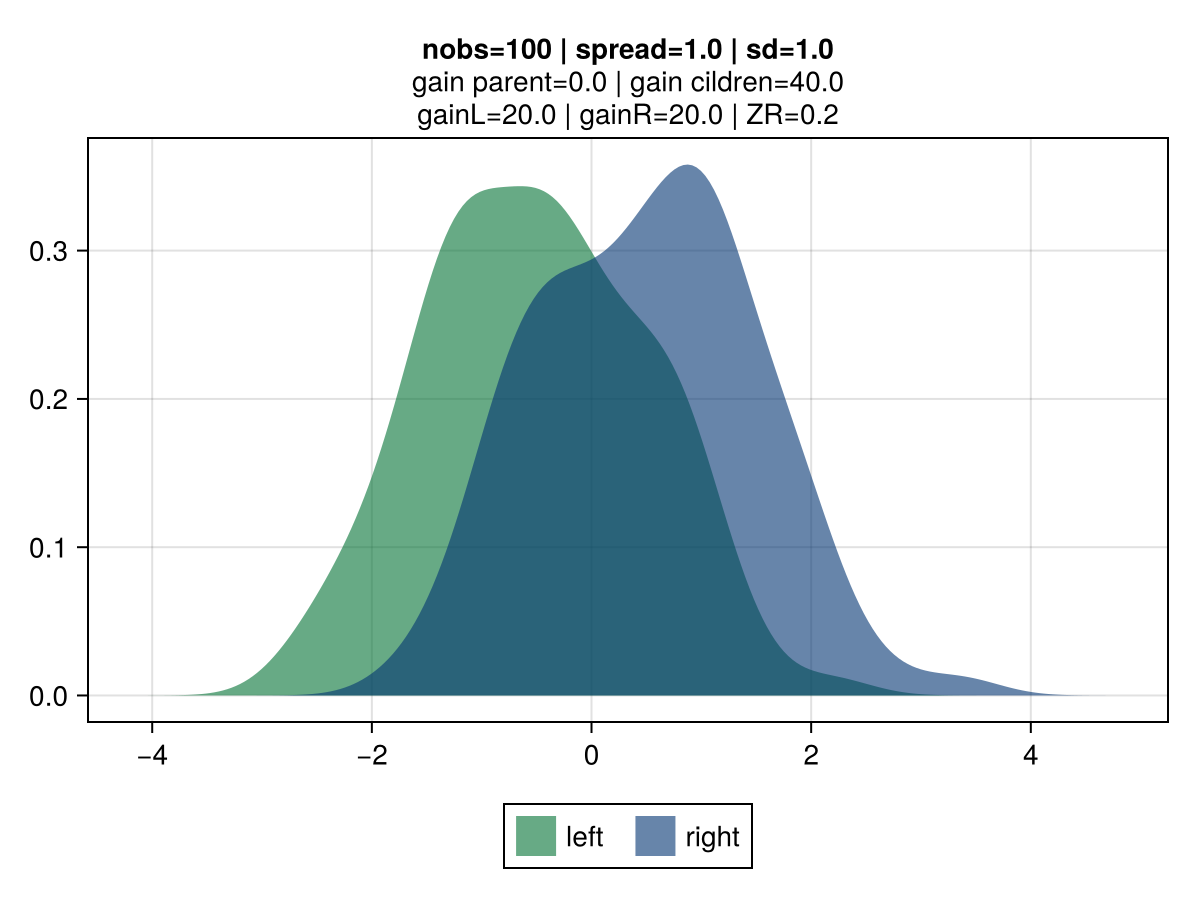 nobs=100 | spread=1.0 | sd=1.0
gain parent=0.0 | gain cildren=40.0
gainL=20.0 | gainR=20.0 | ZR=0.2
0.3
0.2
0.1
0.0
−4 −2 0 2 4
left right